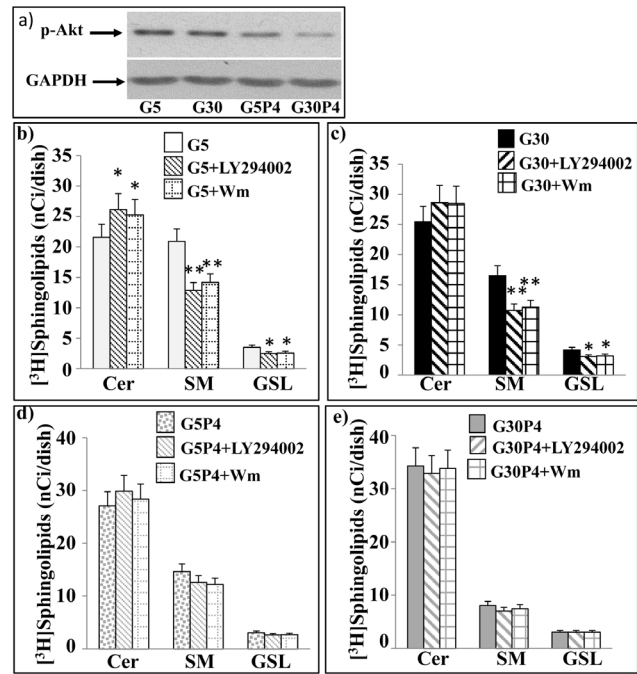 a)
p-Akt
GAPDH
G5 G30 G5P4 G30P4
b)
G5
G5+LY294002
G5+Wm
[³H]Sphingolipids (nCi/dish)
35
30
25
20
15
10
5
0
* *
** **
* *
Cer SM GSL
c)
G30
G30+LY294002
G30+Wm
[³H]Sphingolipids (nCi/dish)
35
30
25
20
15
10
5
0
** **
* *
Cer SM GSL
d)
G5P4
G5P4+LY294002
G5P4+Wm
[³H]Sphingolipids (nCi/dish)
40
30
20
10
0
Cer SM GSL
e)
G30P4
G30P4+LY294002
G30P4+Wm
[³H]Sphingolipids (nCi/dish)
40
30
20
10
0
Cer SM GSL